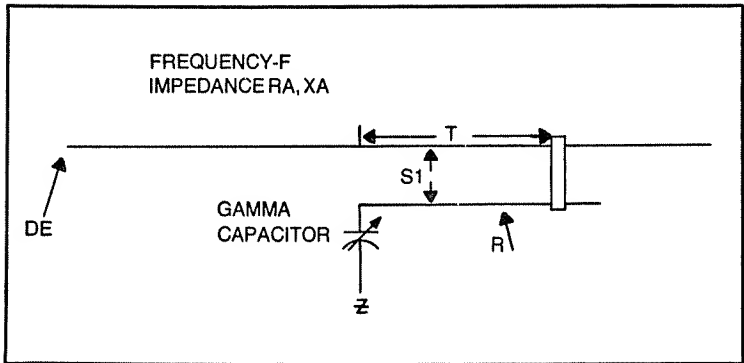 FREQUENCY-F
IMPEDANCE RA, XA
T
S1
GAMMA
CAPACITOR
DE
R
Z